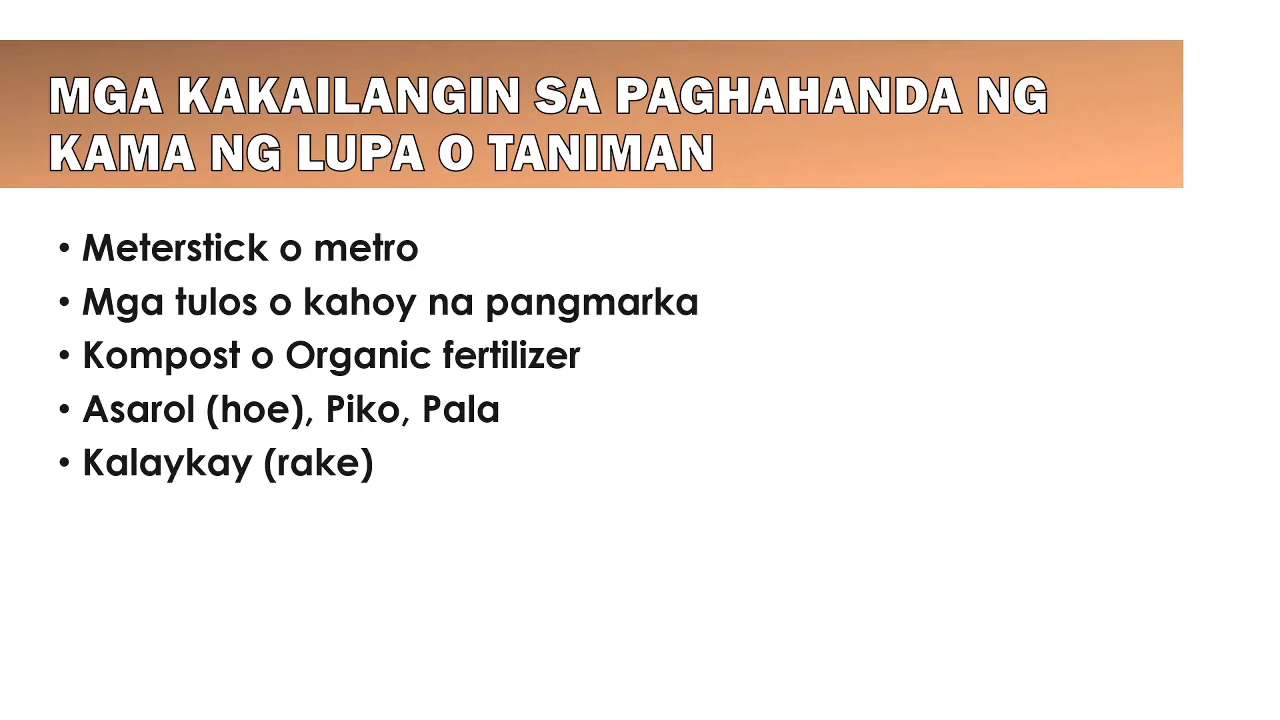 MGA KAKAILANGIN SA PAGHAHANDA NG
KAMA NG LUPA O TANIMAN
• Meterstick o metro
• Mga tulos o kahoy na pangmarka
• Kompost o Organic fertilizer
• Asarol (hoe), Piko, Pala
• Kalaykay (rake)